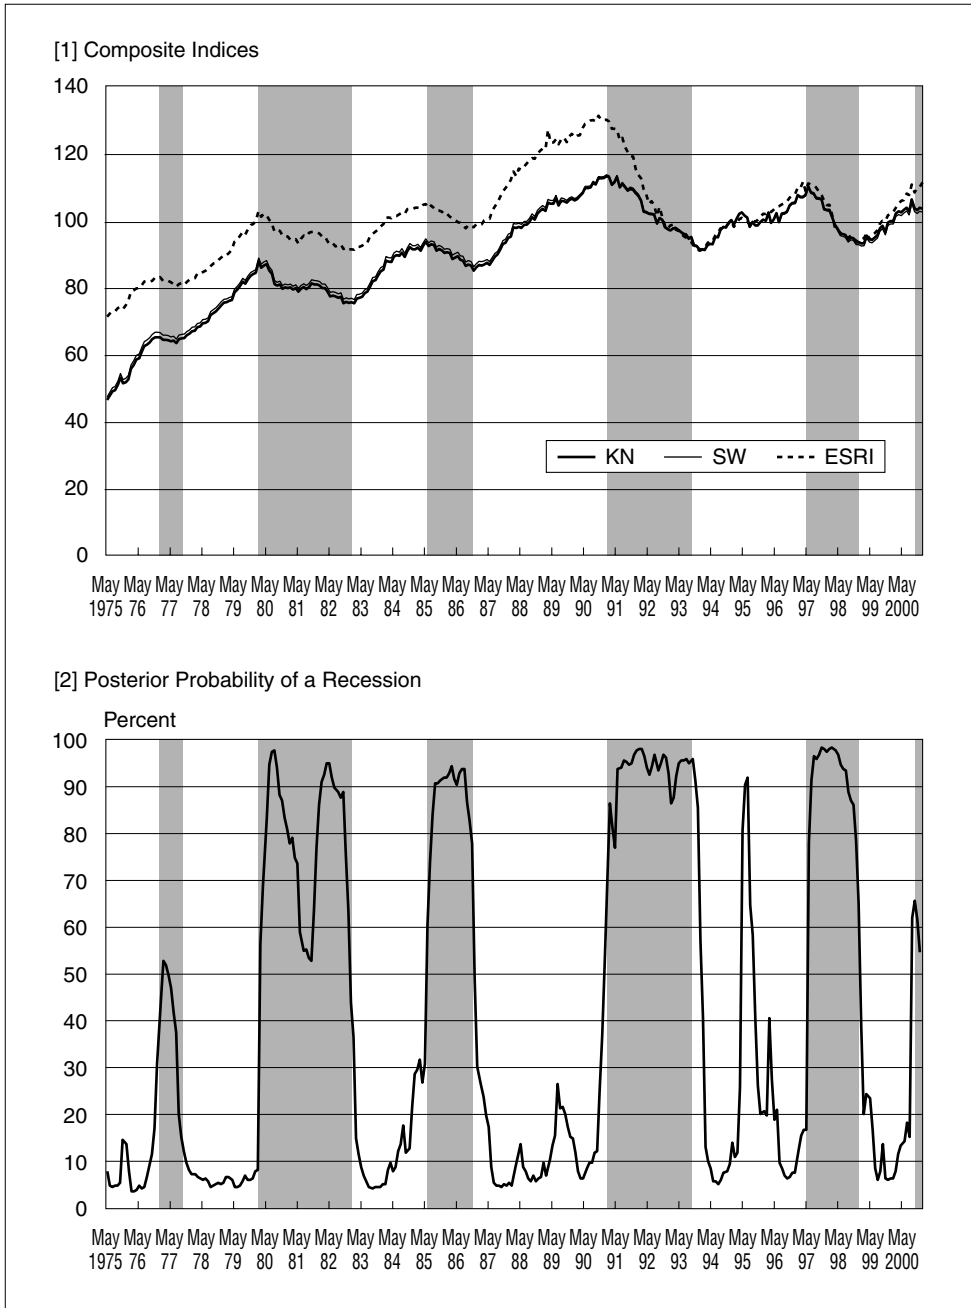 [1] Composite Indices
140
120
100
80
60
40
20
0
KN SW ESRI
May May May May May May May May May May May May May May May May May May May May May May May May May May
1975 76 77 78 79 80 81 82 83 84 85 86 87 88 89 90 91 92 93 94 95 96 97 98 99 2000
[2] Posterior Probability of a Recession
Percent
100
90
80
70
60
50
40
30
20
10
0
May May May May May May May May May May May May May May May May May May May May May May May May May May
1975 76 77 78 79 80 81 82 83 84 85 86 87 88 89 90 91 92 93 94 95 96 97 98 99 2000